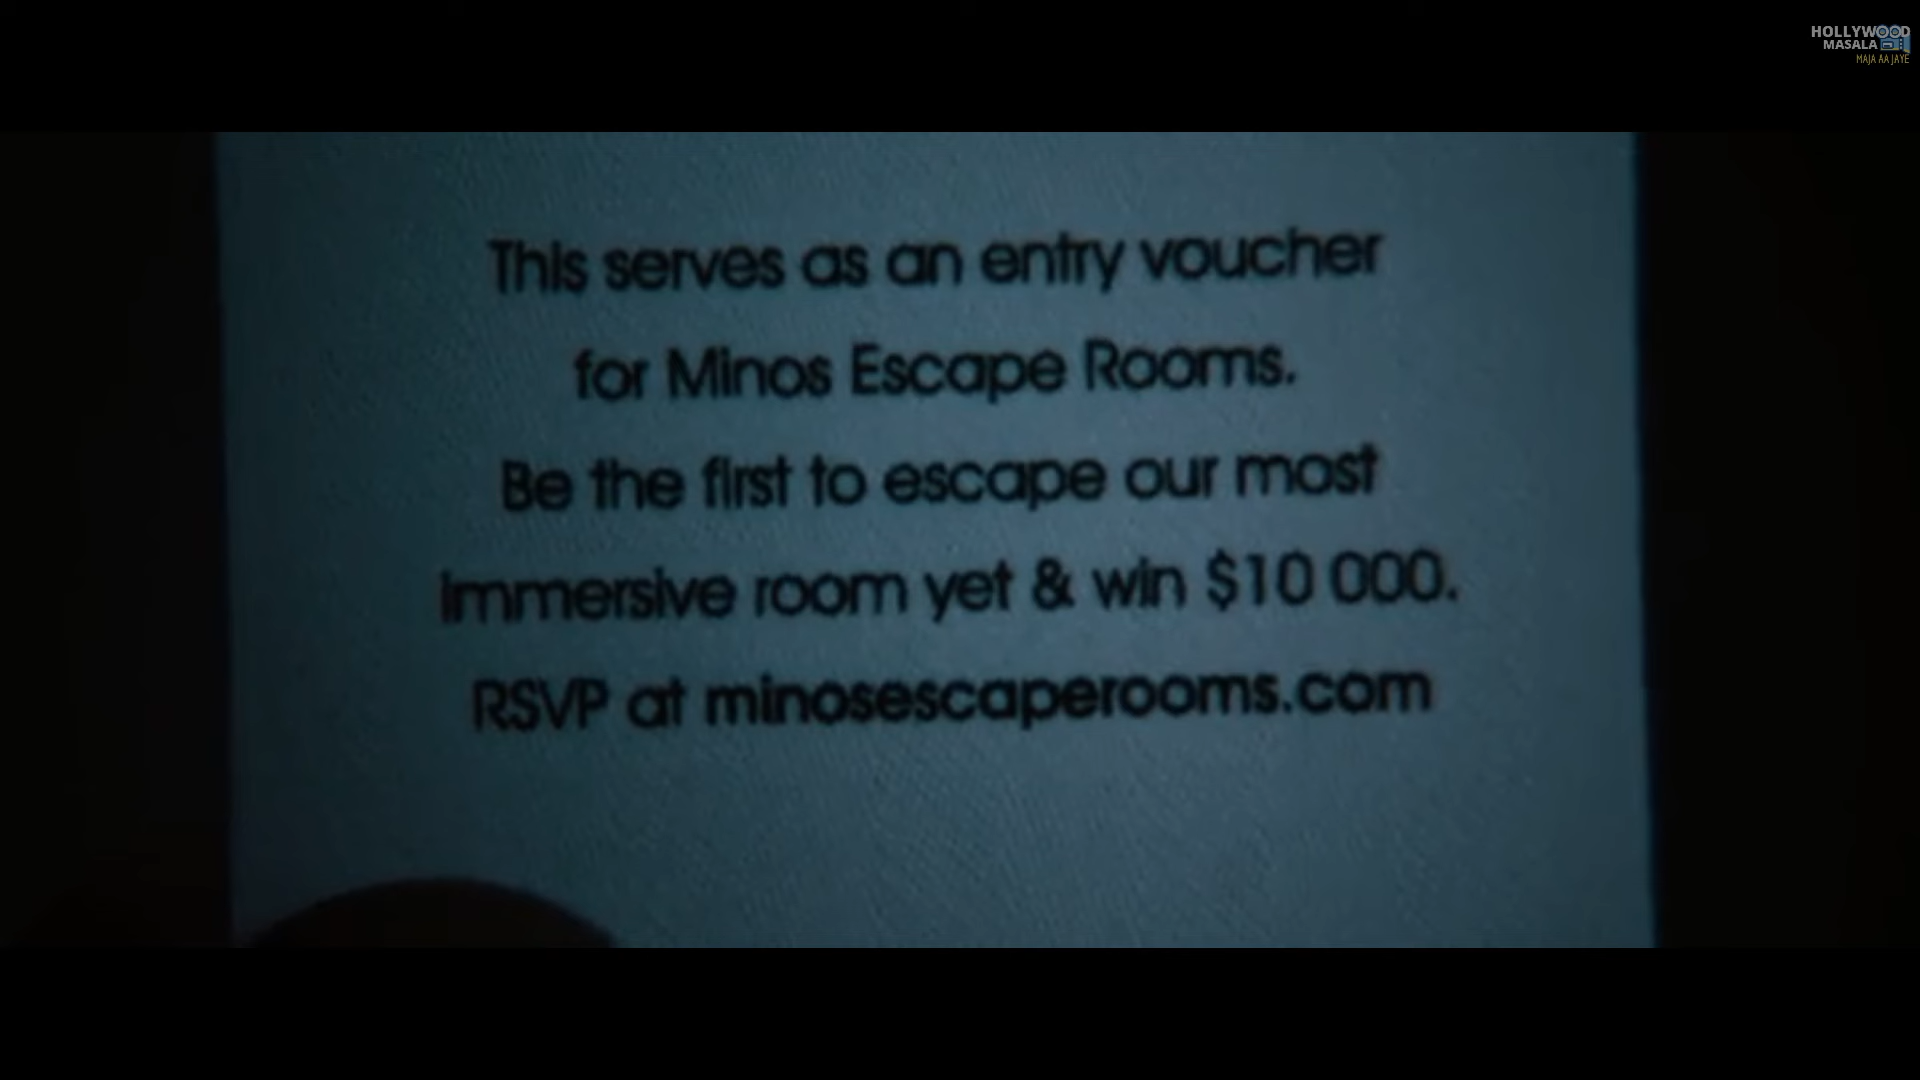 HOLLYWOOD
MASALA
MAJA AA JAYE
This serves as an entry voucher
for Minos Escape Rooms.
Be the first to escape our most
immersive room yet & win $10 000.
RSVP at minosescaperooms.com